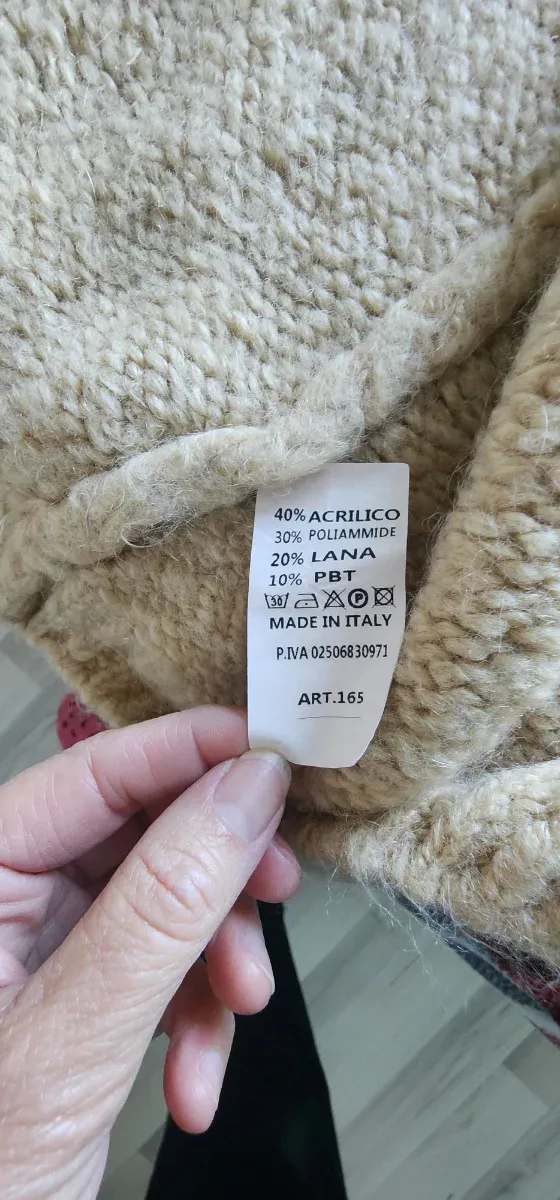 40% ACRILICO
30% POLIAMMIDE
20% LANA
10% PBT
30 P
MADE IN ITALY
P.IVA 02506830971
ART.165